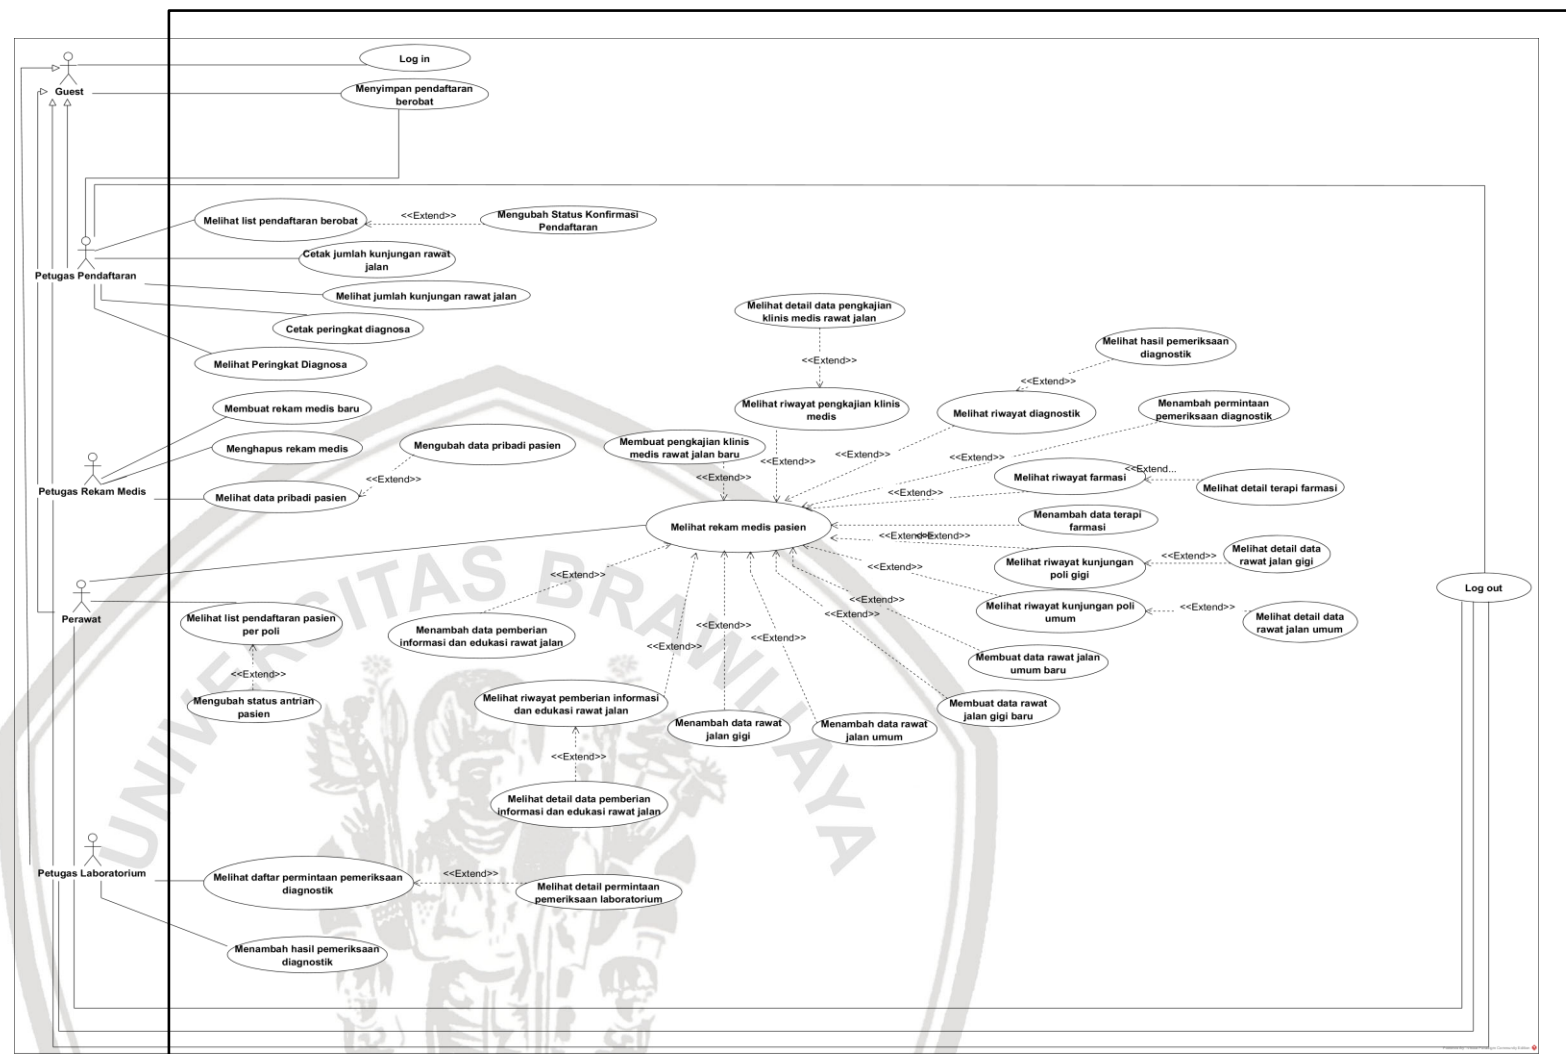 Log in
Guest
Menyimpan pendaftaran
berobat
Melihat list pendaftaran berobat
<<Extend>>
Mengubah Status Konfirmasi
Pendaftaran
Cetak jumlah kunjungan rawat
jalan
Petugas Pendaftaran
Melihat jumlah kunjungan rawat jalan
Cetak peringkat diagnosa
Melihat Peringkat Diagnosa
Melihat detail data pengkajian
klinis medis rawat jalan
<<Extend>>
Melihat hasil pemeriksaan
diagnostik
<<Extend>>
Membuat rekam medis baru
Melihat riwayat pengkajian klinis
medis
Melihat riwayat diagnostik
Menambah permintaan
pemeriksaan diagnostik
Menghapus rekam medis
Mengubah data pribadi pasien
Membuat pengkajian klinis
medis rawat jalan baru
<<Extend>>
<<Extend>>
<<Extend>>
<<Extend...
Petugas Rekam Medis
Melihat data pribadi pasien
<<Extend>>
<<Extend>>
<<Extend>>
Melihat riwayat farmasi
Melihat detail terapi farmasi
Melihat rekam medis pasien
Menambah data terapi
farmasi
<<Extend>>
<<Extend>>
Melihat riwayat kunjungan
poli gigi
<<Extend>>
Melihat detail data
rawat jalan gigi
<<Extend>>
<<Extend>>
Log out
Perawat
Melihat list pendaftaran pasien
per poli
Menambah data pemberian
informasi dan edukasi rawat jalan
<<Extend>>
<<Extend>>
Melihat riwayat kunjungan poli
umum
<<Extend>>
Melihat detail data
rawat jalan umum
<<Extend>>
<<Extend>>
<<Extend>>
Membuat data rawat jalan
umum baru
<<Extend>>
Mengubah status antrian
pasien
Melihat riwayat pemberian informasi
dan edukasi rawat jalan
Membuat data rawat
jalan gigi baru
Menambah data rawat
jalan gigi
Menambah data rawat
jalan umum
<<Extend>>
Melihat detail data pemberian
informasi dan edukasi rawat jalan
Petugas Laboratorium
Melihat daftar permintaan pemeriksaan
diagnostik
<<Extend>>
Melihat detail permintaan
pemeriksaan laboratorium
Menambah hasil pemeriksaan
diagnostik
UNIVERSITAS BRAWIJAYA